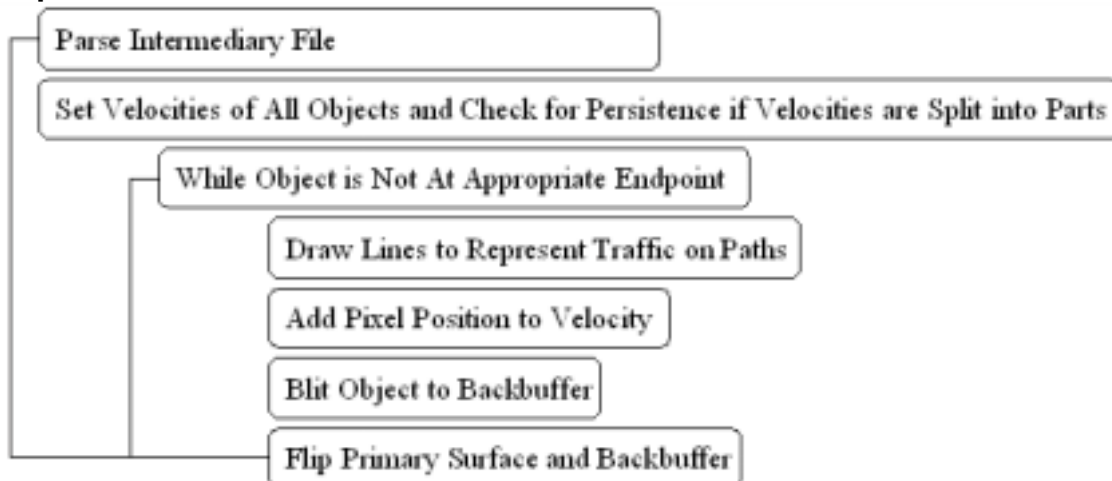 Parse Intermediary File
Set Velocities of All Objects and Check for Persistence if Velocities are Split into Parts
While Object is Not At Appropriate Endpoint
Draw Lines to Represent Traffic on Paths
Add Pixel Position to Velocity
Blit Object to Backbuffer
Flip Primary Surface and Backbuffer